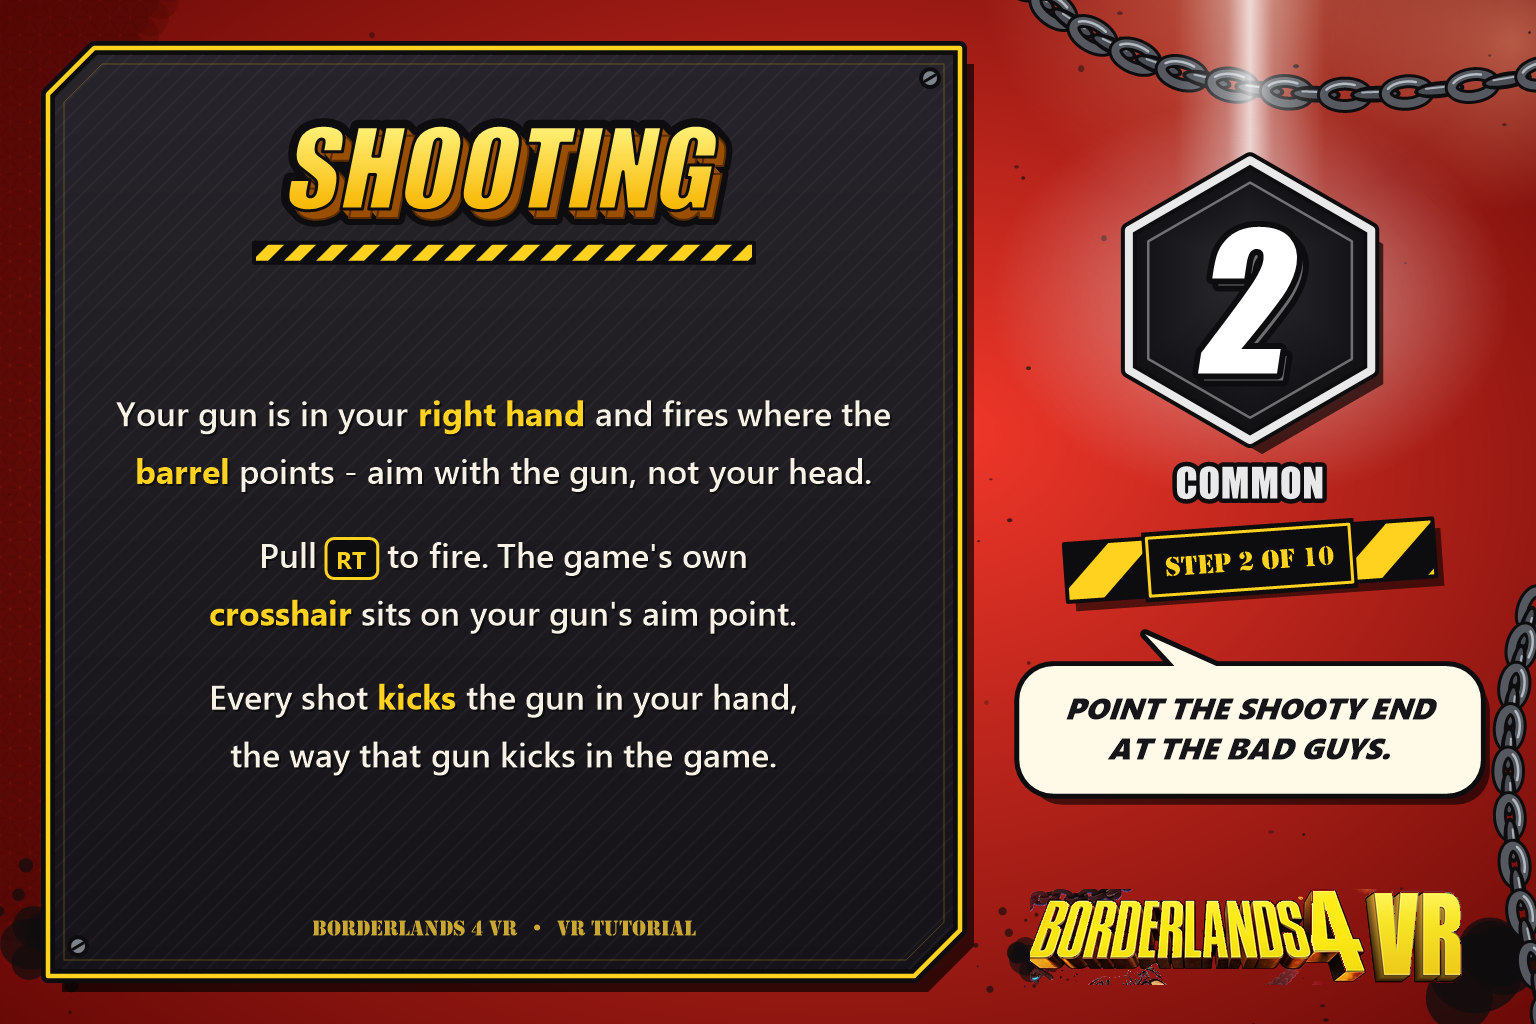 SHOOTING
Your gun is in your right hand and fires where the
barrel points - aim with the gun, not your head.
Pull RT to fire. The game's own
crosshair sits on your gun's aim point.
Every shot kicks the gun in your hand,
the way that gun kicks in the game.
BORDERLANDS 4 VR • VR TUTORIAL
2
COMMON
STEP 2 OF 10
POINT THE SHOOTY END
AT THE BAD GUYS.
BORDERLANDS 4 VR